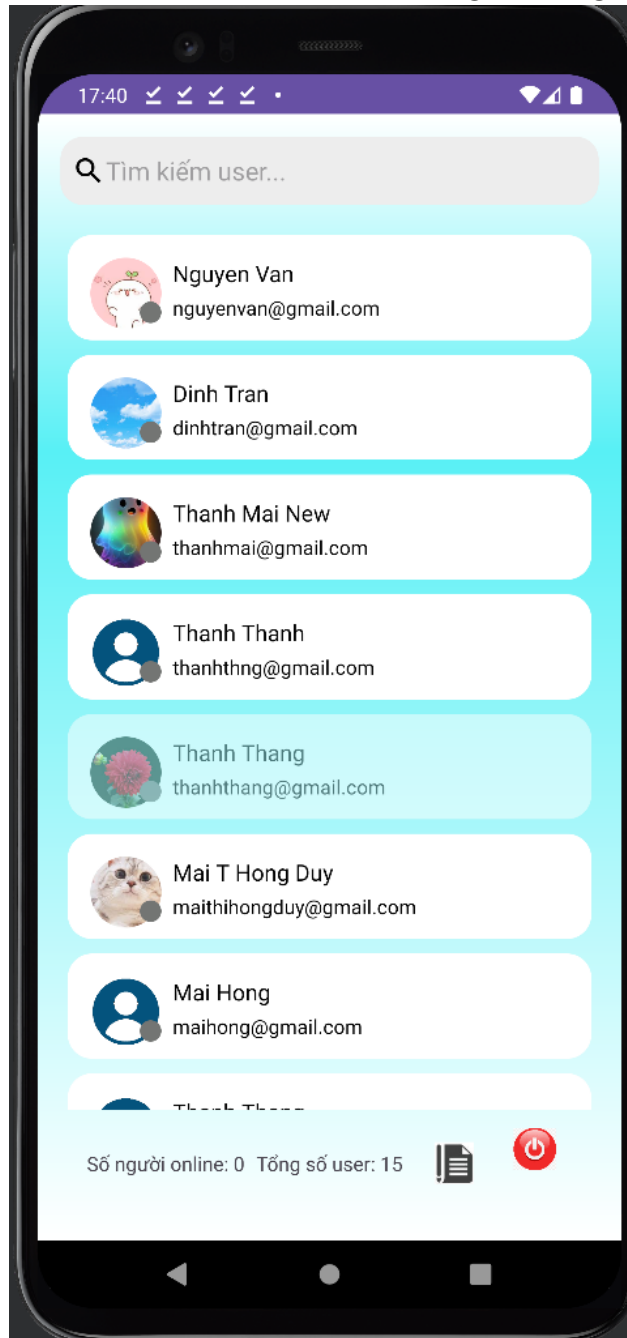 17:40
Tìm kiếm user...
Nguyen Van
nguyenvan@gmail.com
Dinh Tran
dinhtran@gmail.com
Thanh Mai New
thanhmai@gmail.com
Thanh Thanh
thanhthng@gmail.com
Thanh Thang
thanhthang@gmail.com
Mai T Hong Duy
maithihongduy@gmail.com
Mai Hong
maihong@gmail.com
Thanh Thang
Số người online: 0 Tổng số user: 15